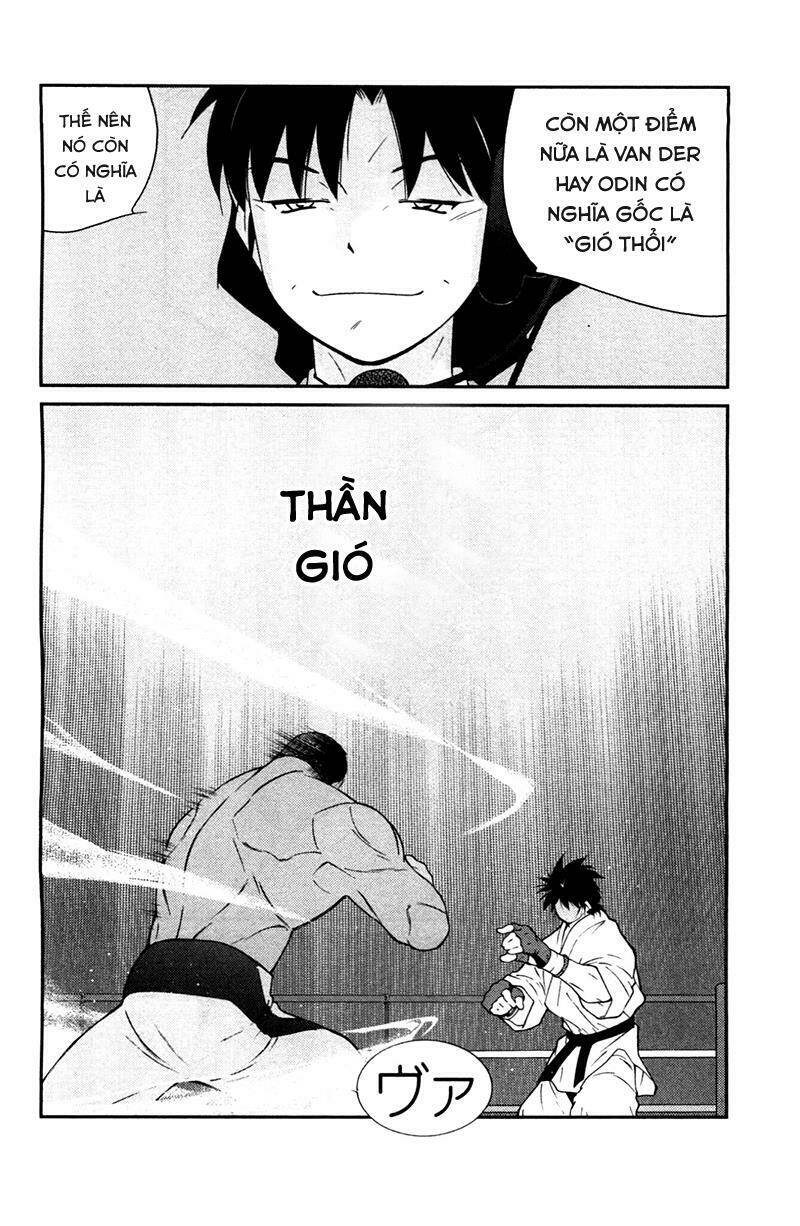 CÒN MỘT ĐIỂM
NỮA LÀ VAN DER
HAY ODIN CÓ
NGHĨA GỐC LÀ
“GIÓ THỔI”
THẾ NÊN
NÓ CÒN
CÓ NGHĨA
LÀ
THẦN
GIÓ
ヴァ